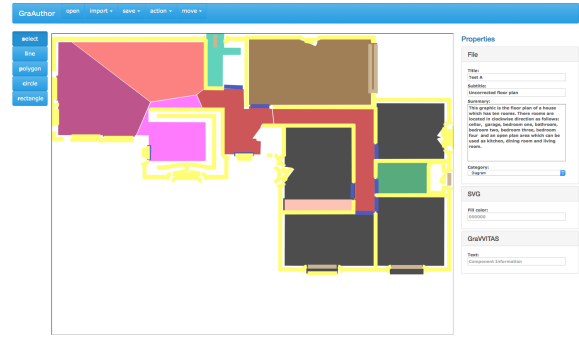 GraAuthor open import save action move
select
line
polygon
circle
rectangle
Properties
File
Title:
Test A
Subtitle:
Uncorrected floor plan
Summary:
This graphic is the floor plan of a house
which has ten rooms. There rooms are
located in clockwise direction as follows:
cellar, garage, bedroom one, bathroom,
bedroom two, bedroom three, bedroom
four and an open plan area which can be
used as kitchen, dining room and living
room.
Category:
Diagram
SVG
Fill color:
000000
GraVVITAS
Text:
Component Information